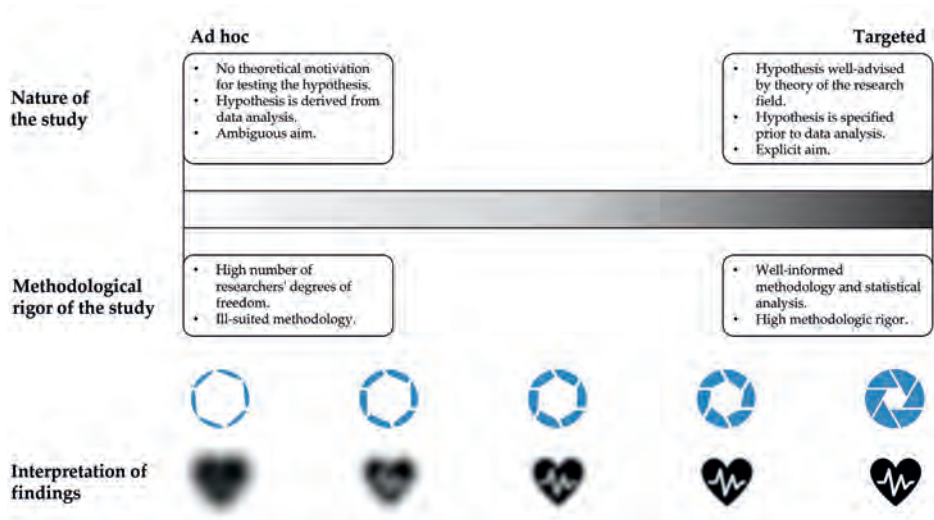 Ad hoc
Targeted
Nature of
the study
• No theoretical motivation
for testing the hypothesis.
• Hypothesis is derived from
data analysis.
• Ambiguous aim.
• Hypothesis well-advised
by theory of the research
field.
• Hypothesis is specified
prior to data analysis.
• Explicit aim.
Methodological
rigor of the study
• High number of
researchers' degrees of
freedom.
• Ill-suited methodology.
• Well-informed
methodology and statistical
analysis.
• High methodologic rigor.
Interpretation of
findings